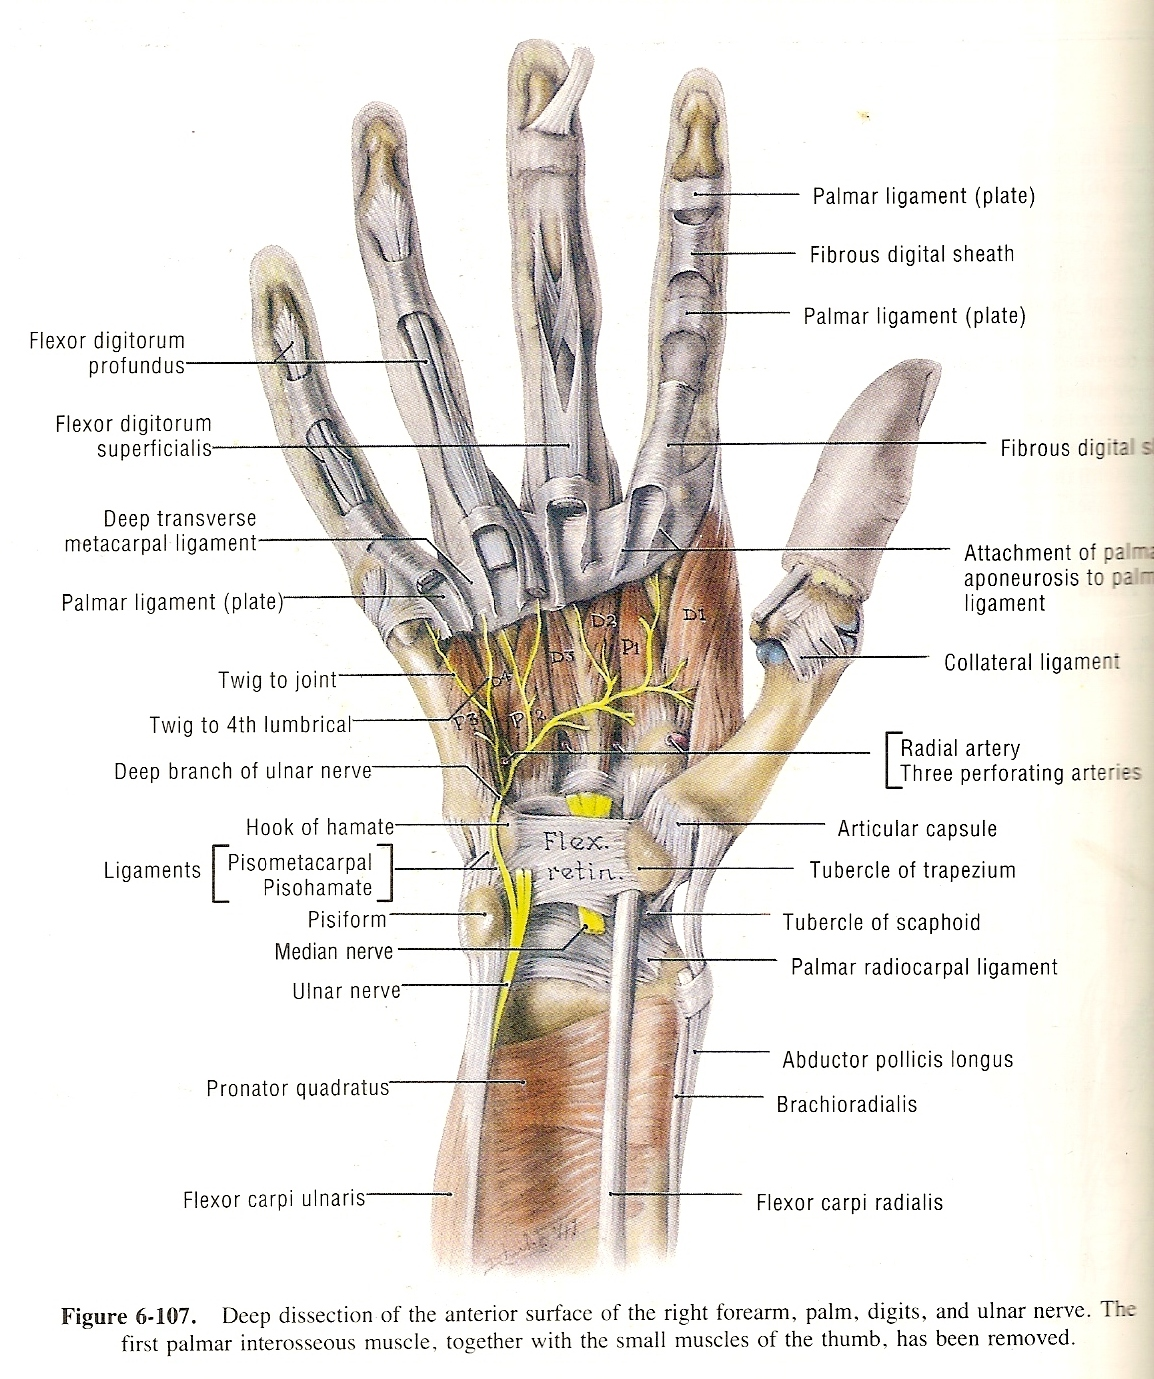 Palmar ligament (plate)
Fibrous digital sheath
Palmar ligament (plate)
Flexor digitorum
profundus
Flexor digitorum
superficialis
Fibrous digital s
Deep transverse
metacarpal ligament
Attachment of palma
aponeurosis to palm
ligament
Palmar ligament (plate)
D1
D2
P1
D3
Collateral ligament
Twig to joint
D4
Twig to 4th lumbrical
P3
P2
Radial artery
Three perforating arteries
Deep branch of ulnar nerve
Hook of hamate
Articular capsule
Flex.
retin.
Ligaments
Pisometacarpal
Pisohamate
Tubercle of trapezium
Pisiform
Tubercle of scaphoid
Median nerve
Palmar radiocarpal ligament
Ulnar nerve
Abductor pollicis longus
Pronator quadratus
Brachioradialis
Flexor carpi ulnaris
Flexor carpi radialis
Figure 6-107. Deep dissection of the anterior surface of the right forearm, palm, digits, and ulnar nerve. The
first palmar interosseous muscle, together with the small muscles of the thumb, has been removed.